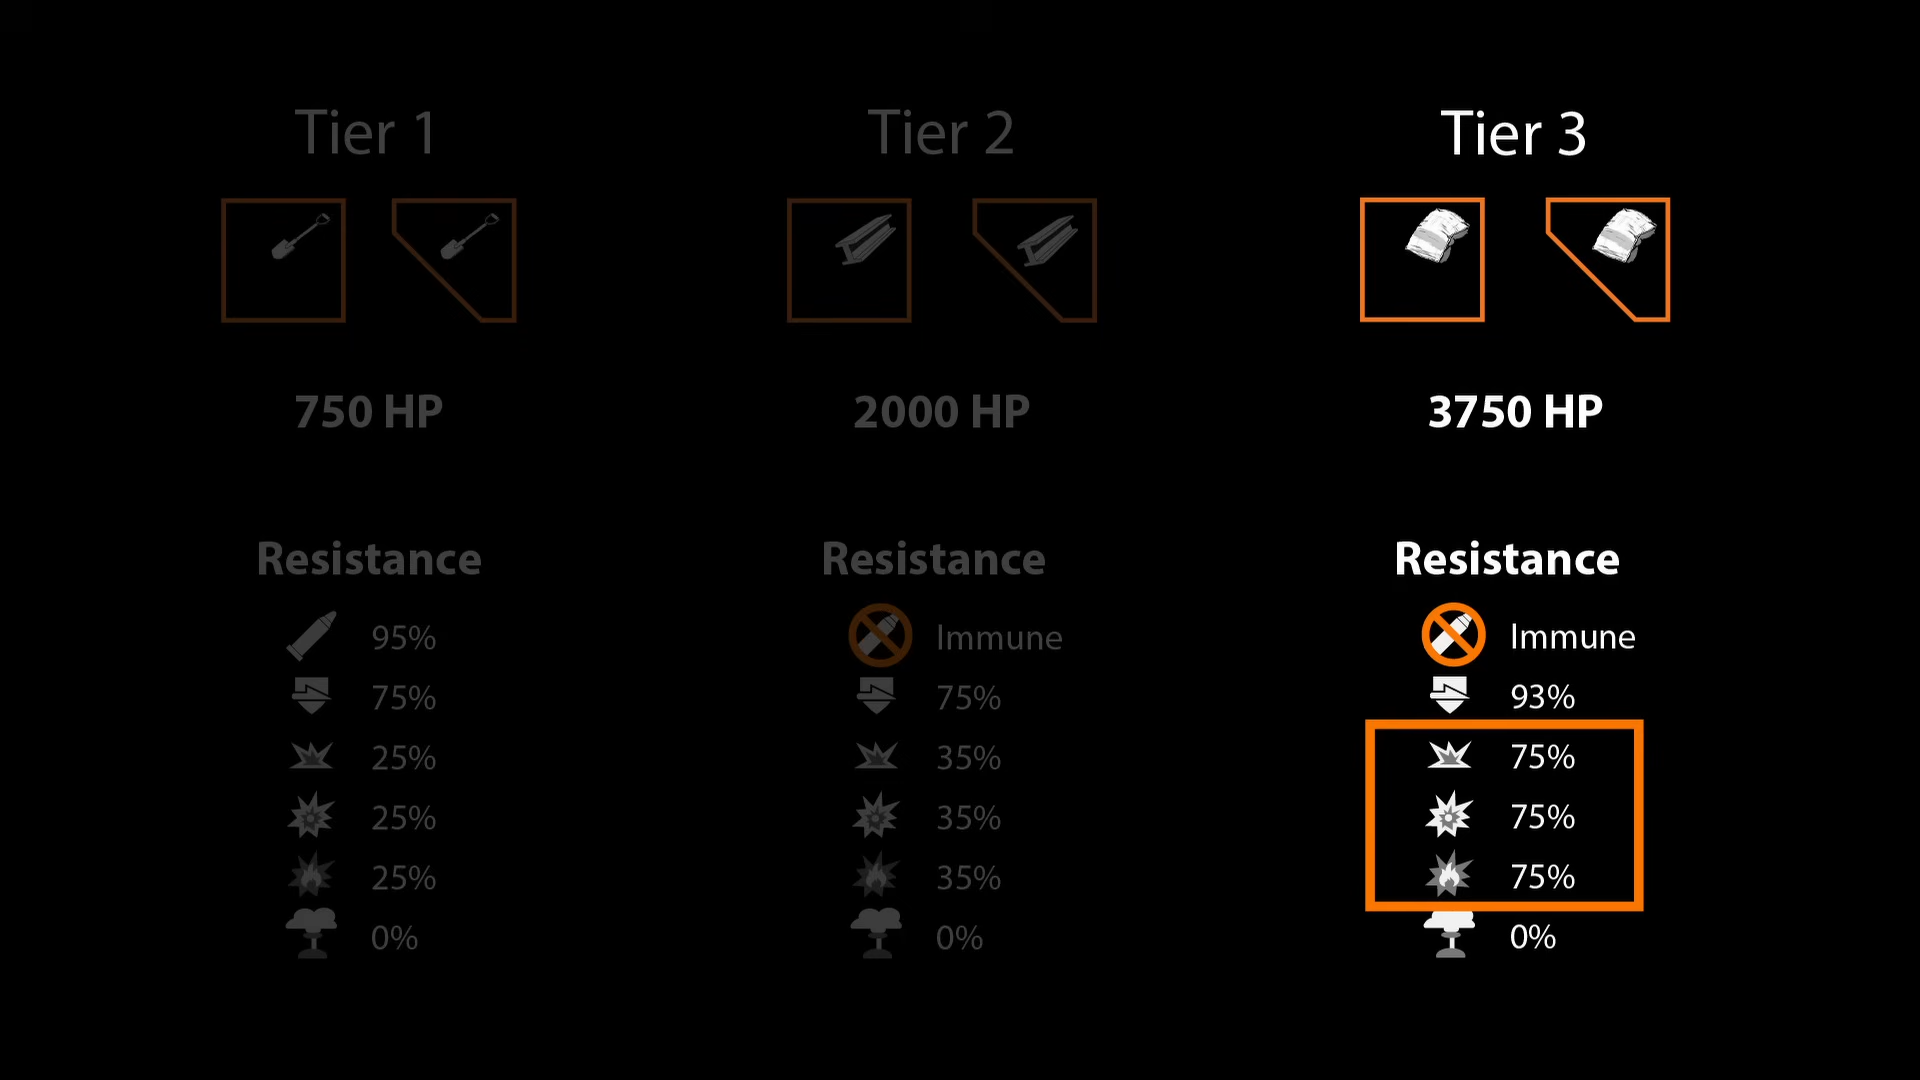 Tier 1
750 HP
Resistance
95%
75%
25%
25%
25%
0%
Tier 2
2000 HP
Resistance
Immune
75%
35%
35%
35%
0%
Tier 3
3750 HP
Resistance
Immune
93%
75%
75%
75%
0%